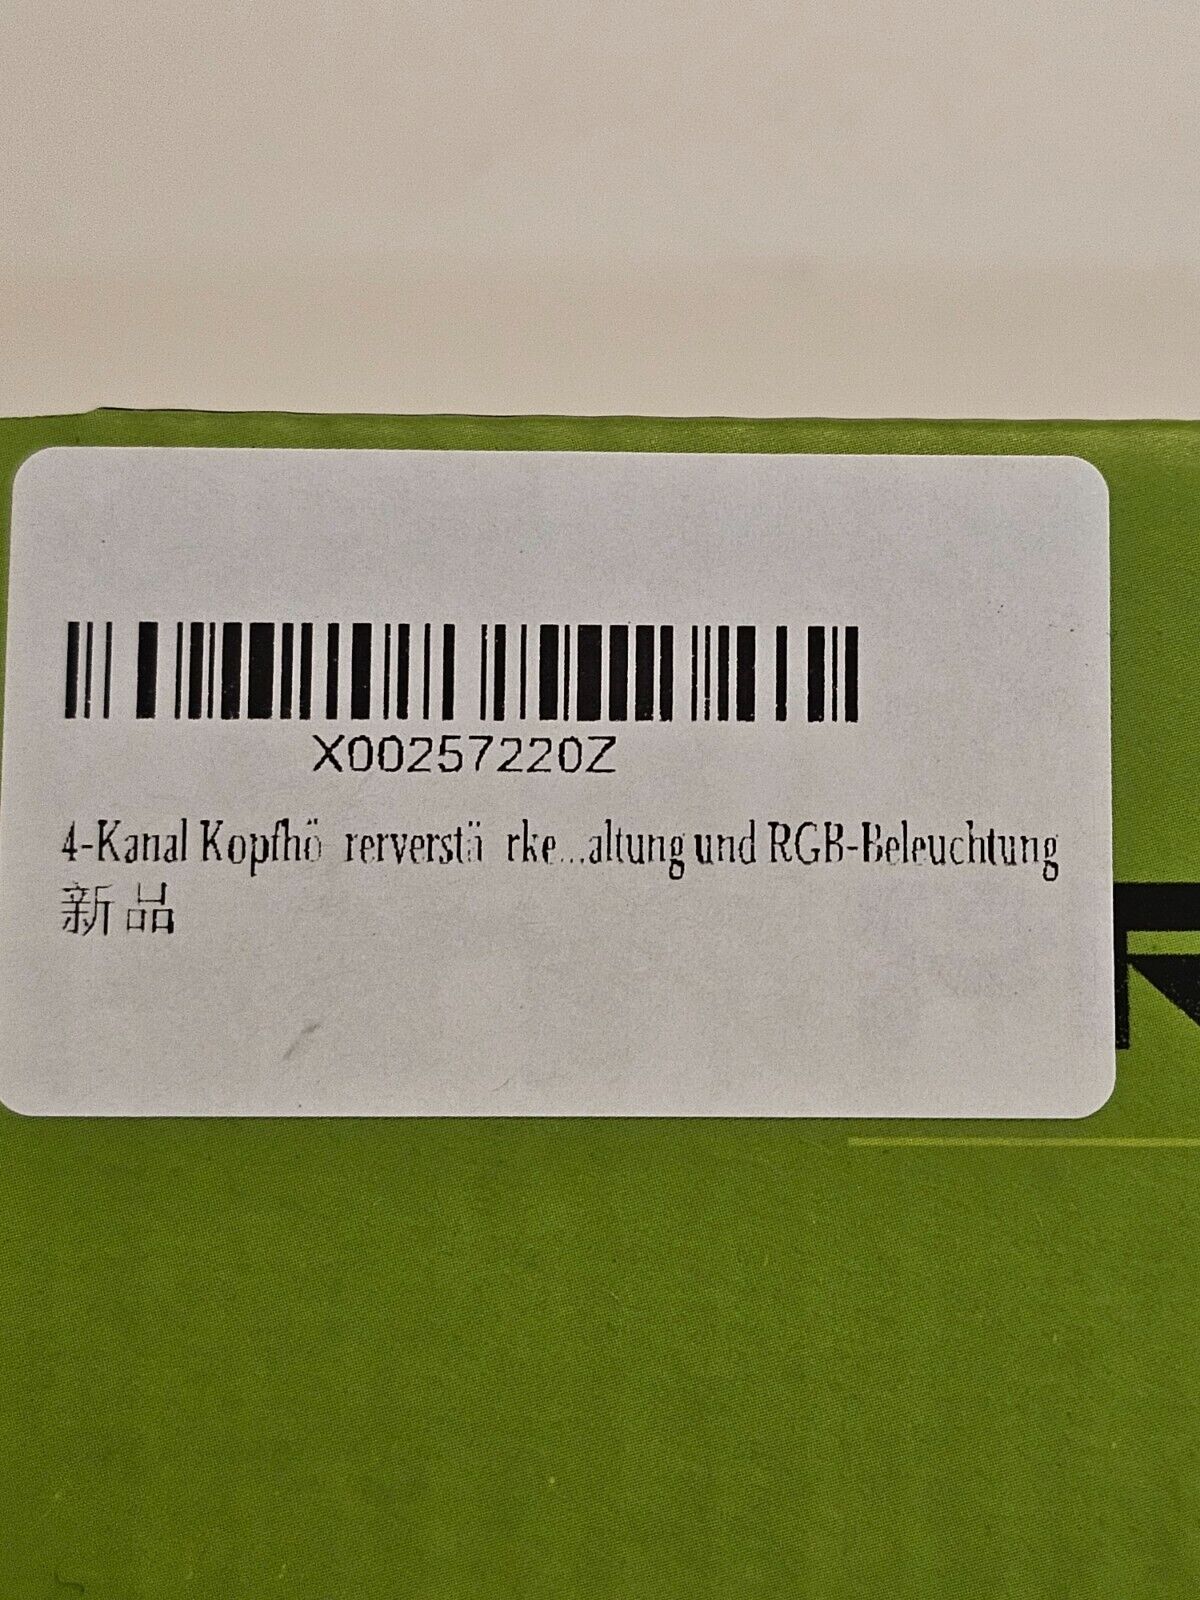 X00257220Z
4-Kanal Kopfhö rerverstä rke...altung und RGB-Beleuchtung
新品